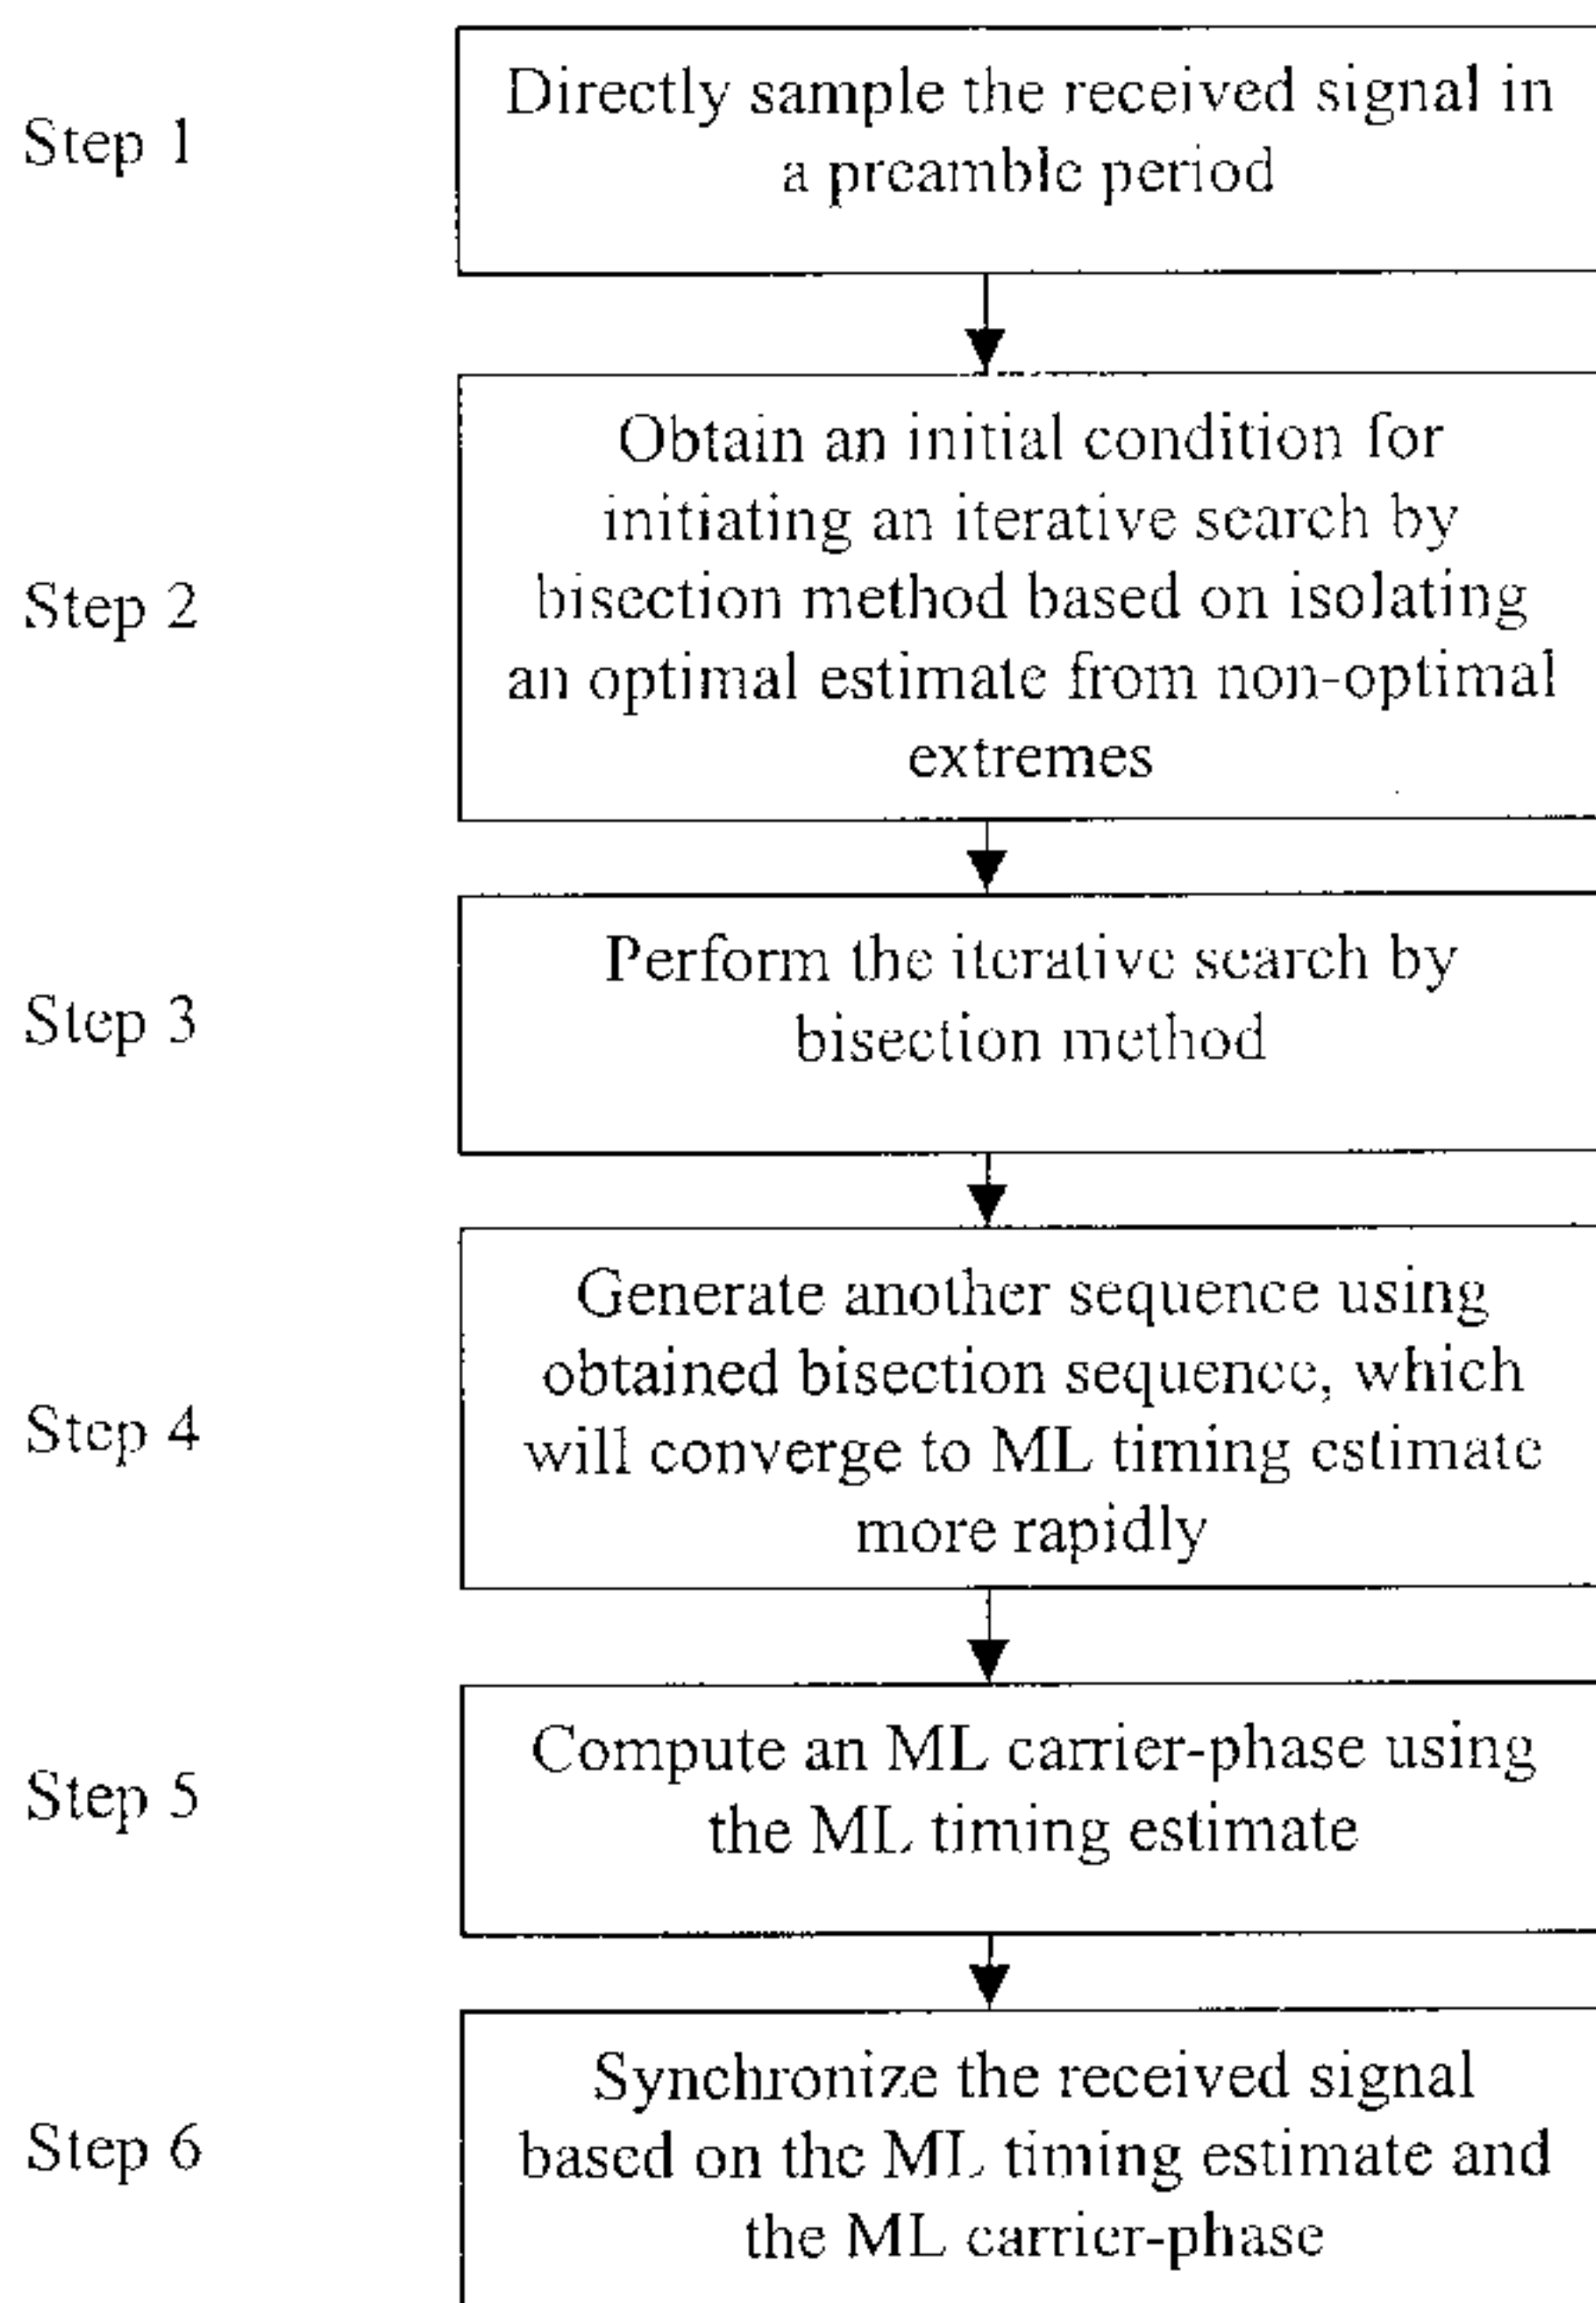 Step 1
Directly sample the received signal in
a preamble period
Step 2
Obtain an initial condition for
initiating an iterative search by
bisection method based on isolating
an optimal estimate from non-optimal
extremes
Step 3
Perform the iterative search by
bisection method
Step 4
Generate another sequence using
obtained bisection sequence, which
will converge to ML timing estimate
more rapidly
Step 5
Compute an ML carrier-phase using
the ML timing estimate
Step 6
Synchronize the received signal
based on the ML timing estimate and
the ML carrier-phase